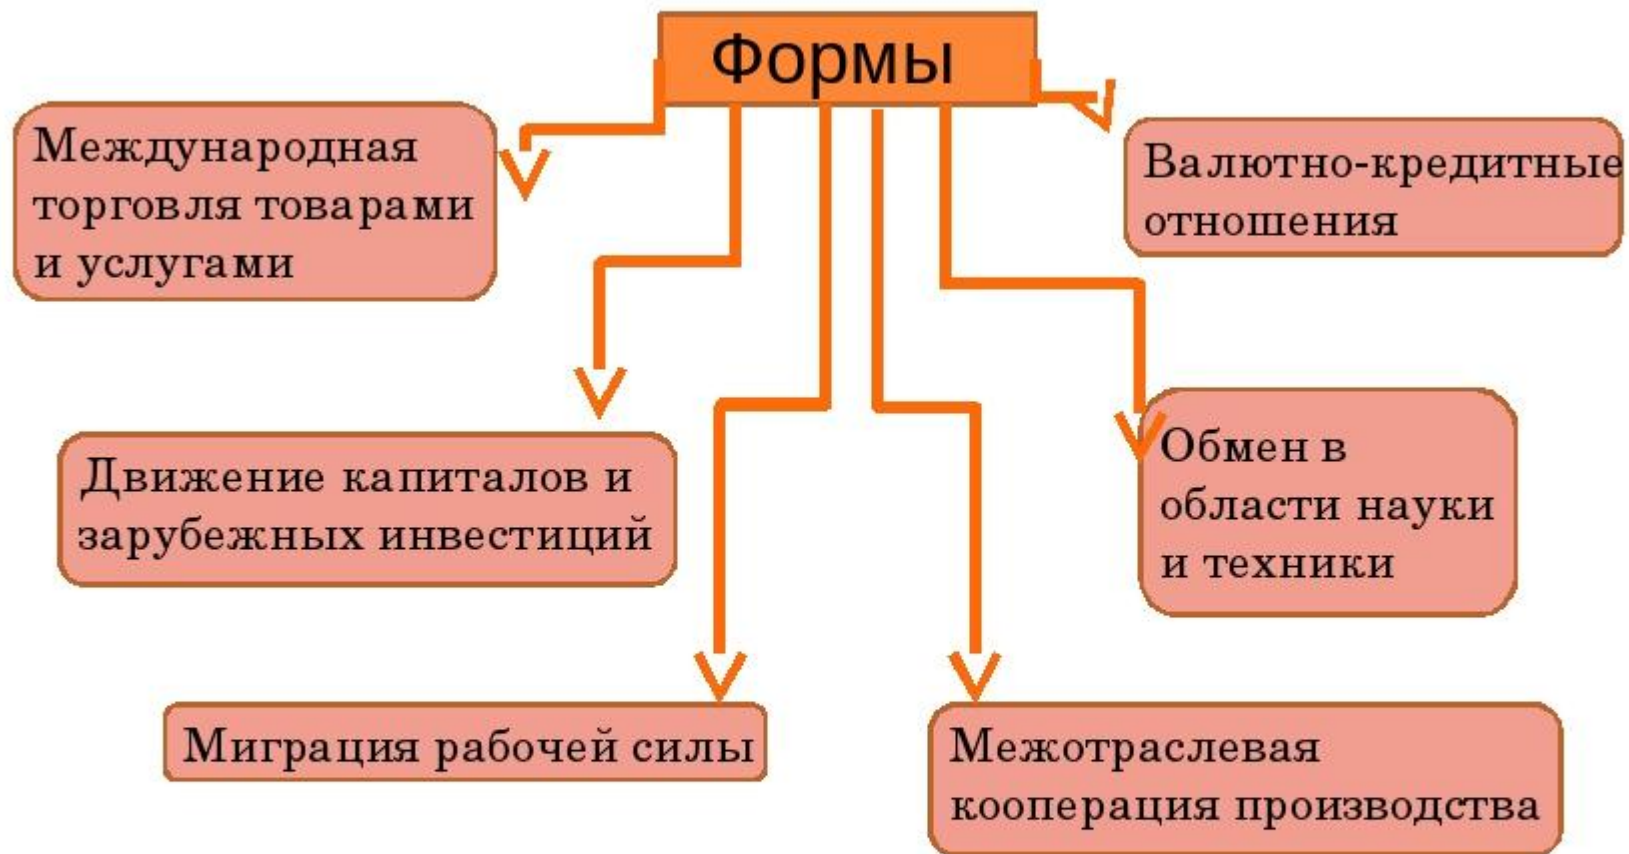 Формы
Международная
торговля товарами
и услугами
Валютно-кредитные
отношения
Движение капиталов и
зарубежных инвестиций
Обмен в
области науки
и техники
Миграция рабочей силы
Межотраслевая
кооперация производства